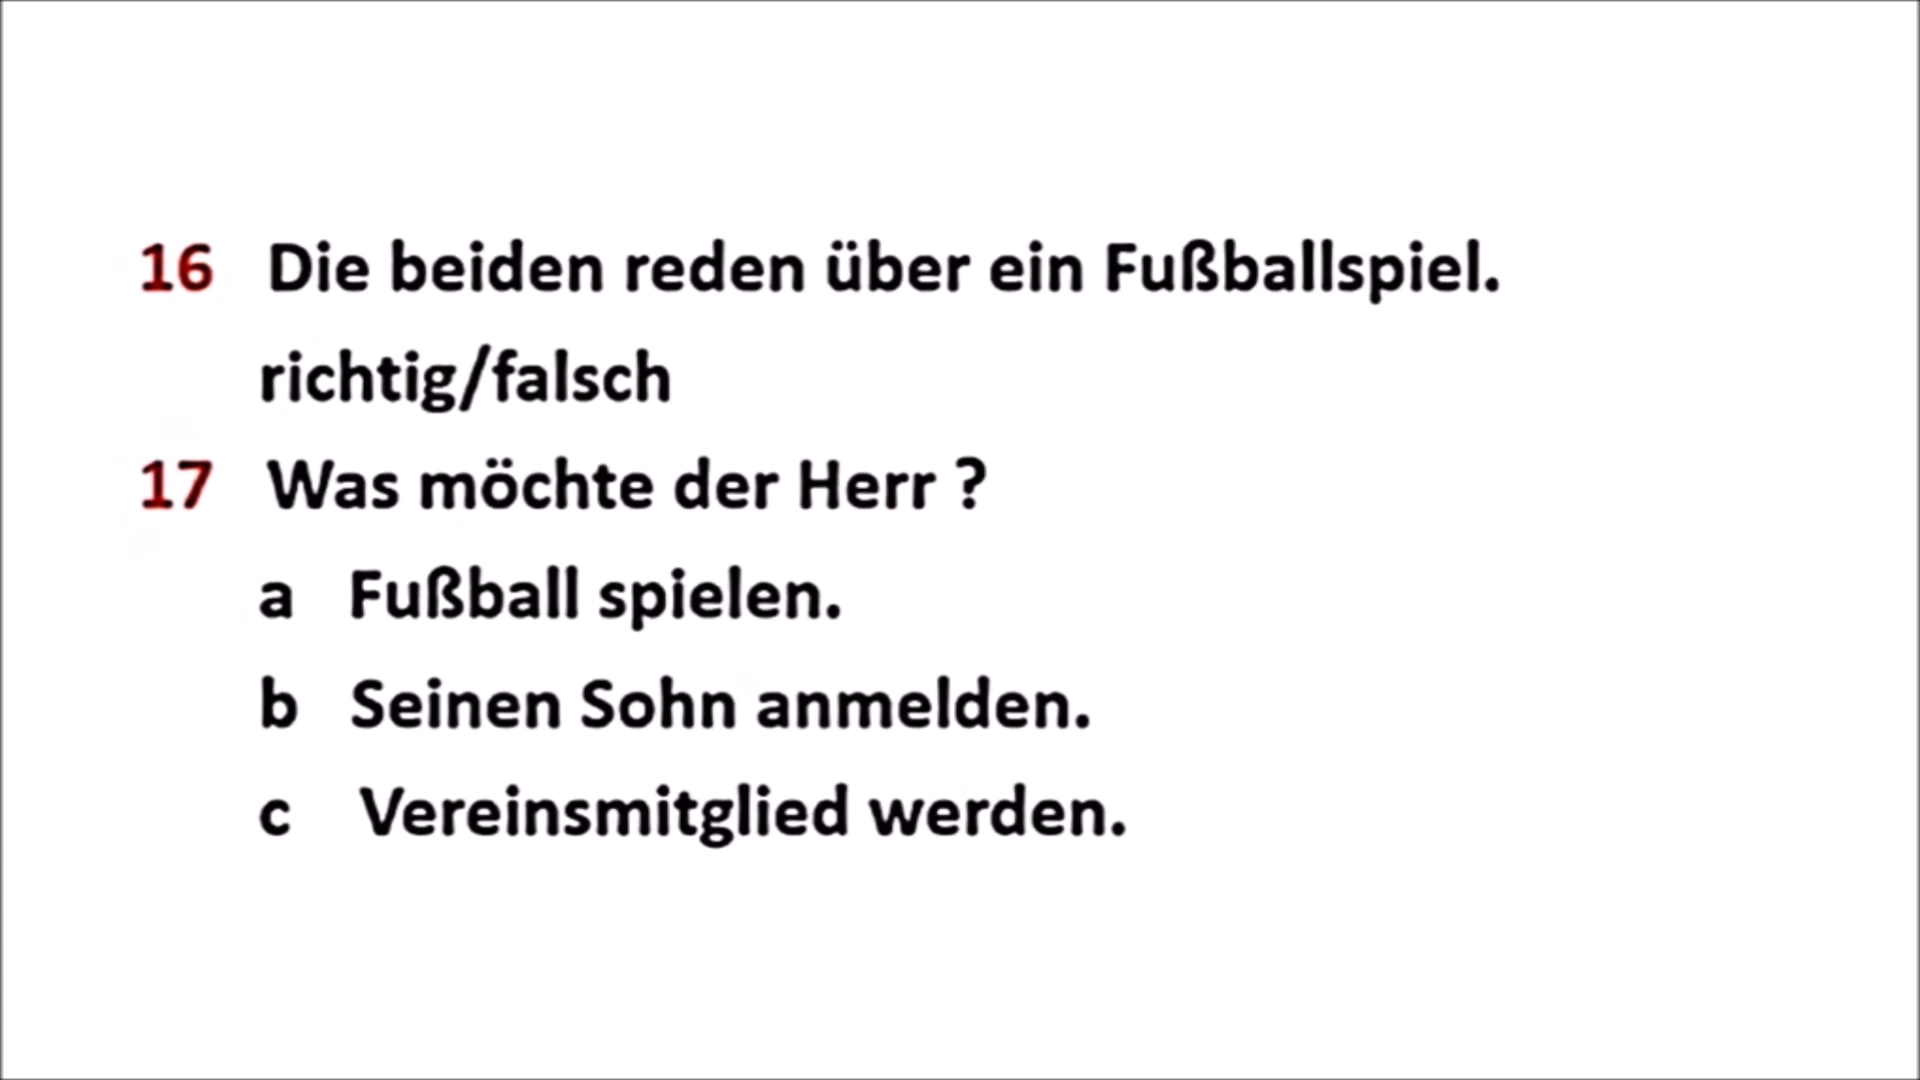 16 Die beiden reden über ein Fußballspiel.
richtig/falsch
17 Was möchte der Herr ?
a Fußball spielen.
b Seinen Sohn anmelden.
c Vereinsmitglied werden.